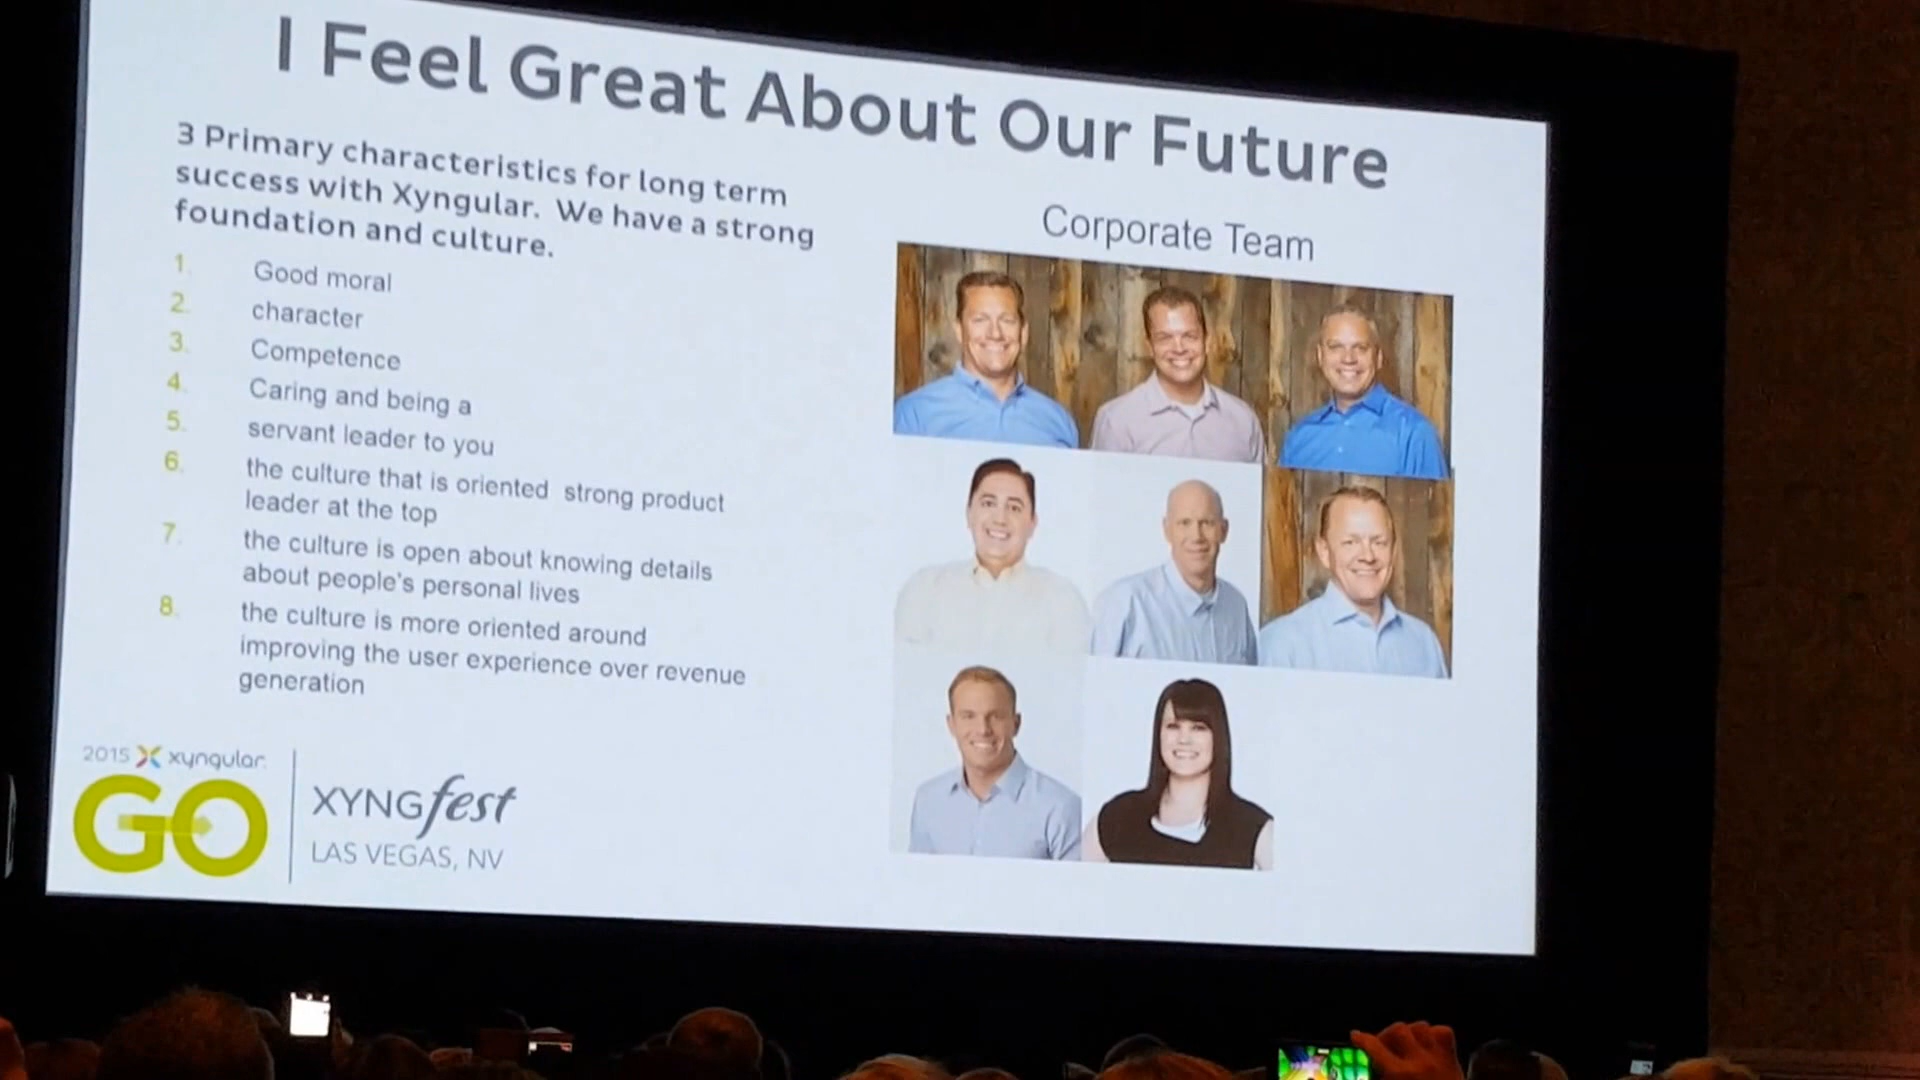 I Feel Great About Our Future
3 Primary characteristics for long term
success with Xyngular. We have a strong
foundation and culture.
1. Good moral
2. character
3. Competence
4. Caring and being a
5. servant leader to you
6. the culture that is oriented strong product
leader at the top
7. the culture is open about knowing details
about people's personal lives
8. the culture is more oriented around
improving the user experience over revenue
generation
Corporate Team
2015 xyngular
GO
XYNGfest
LAS VEGAS, NV